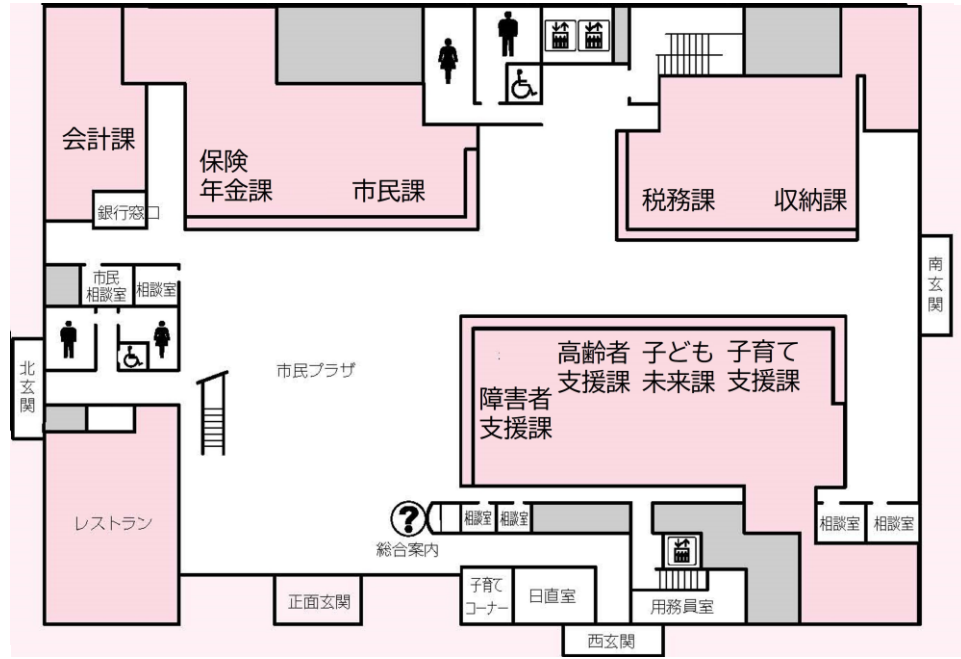 会計課
保険
年金課
市民課
税務課
収納課
銀行窓口
市民
相談室
相談室
南玄関
北玄関
市民プラザ
高齢者
支援課
子ども
未来課
子育て
支援課
障害者
支援課
レストラン
?
総合案内
相談室
相談室
相談室
相談室
正面玄関
子育て
コーナー
日直室
用務員室
西玄関